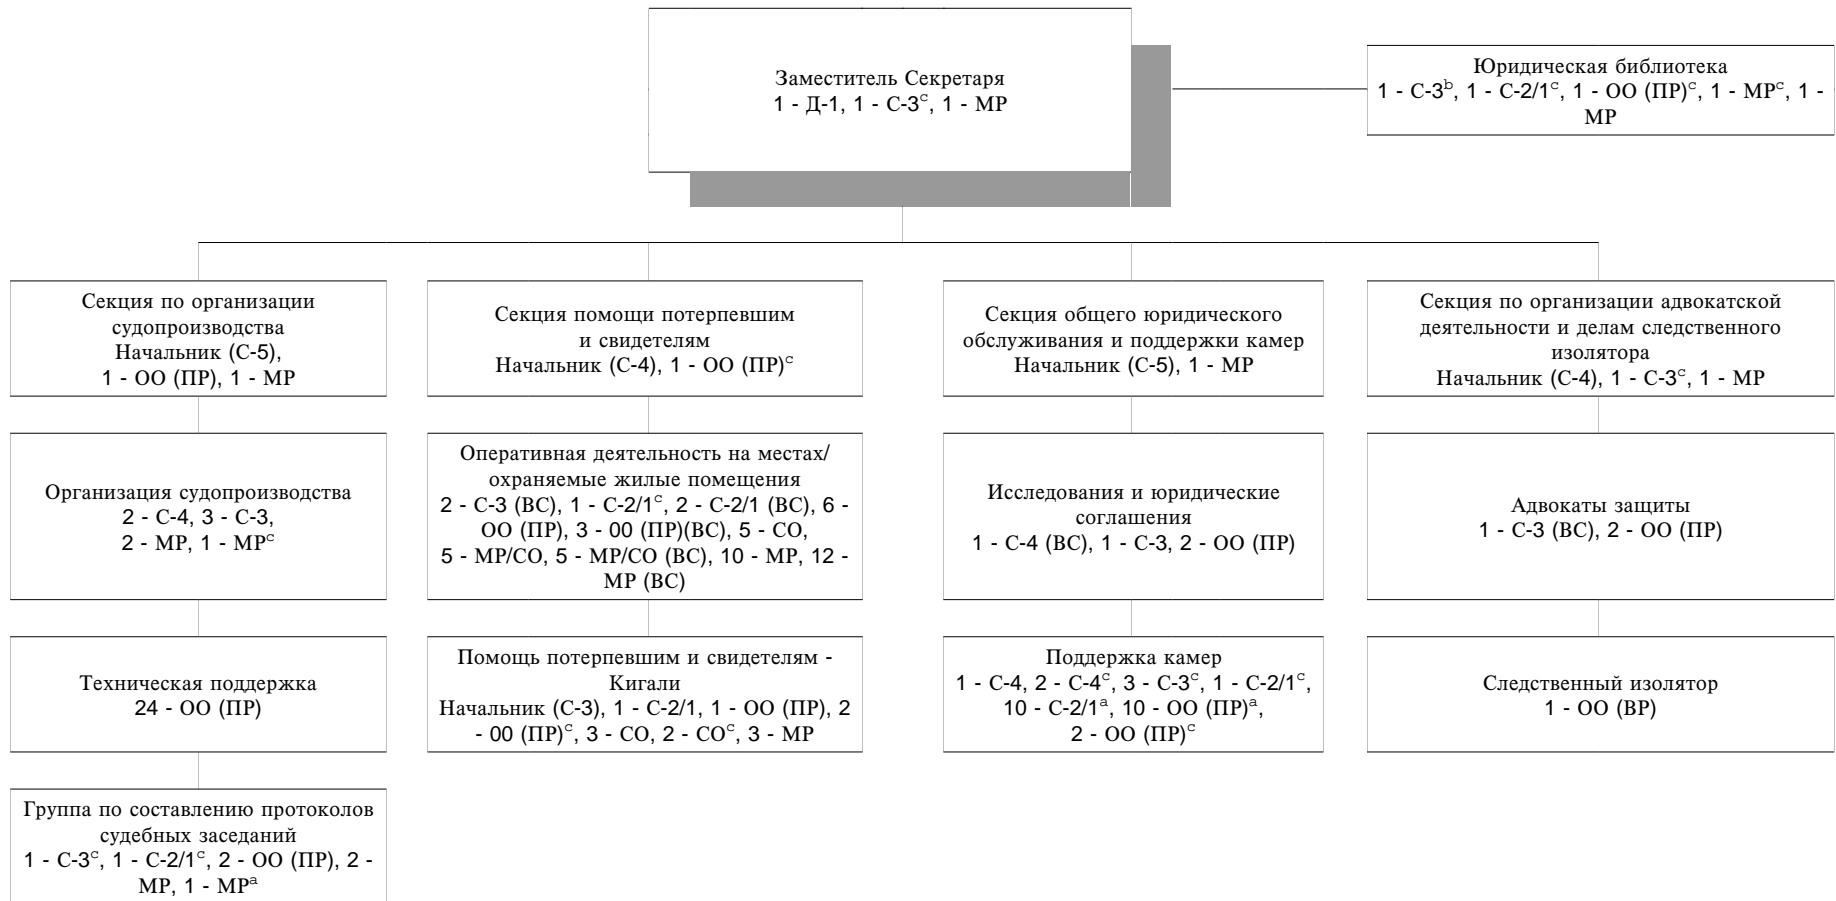 Заместитель Секретаря
1 - Д-1, 1 - С-3ᶜ, 1 - МР
Юридическая библиотека
1 - С-3ᵇ, 1 - С-2/1ᶜ, 1 - ОО (ПР)ᶜ, 1 - МРᶜ, 1 -
МР
Секция по организации
судопроизводства
Начальник (С-5),
1 - ОО (ПР), 1 - МР
Секция помощи потерпевшим
и свидетелям
Начальник (С-4), 1 - ОО (ПР)ᶜ
Секция общего юридического
обслуживания и поддержки камер
Начальник (С-5), 1 - МР
Секция по организации адвокатской
деятельности и делам следственного
изолятора
Начальник (С-4), 1 - С-3ᶜ, 1 - МР
Организация судопроизводства
2 - С-4, 3 - С-3,
2 - МР, 1 - МРᶜ
Оперативная деятельность на местах/
охраняемые жилые помещения
2 - С-3 (ВС), 1 - С-2/1ᶜ, 2 - С-2/1 (ВС), 6 -
ОО (ПР), 3 - 00 (ПР)(ВС), 5 - СО,
5 - МР/СО, 5 - МР/СО (ВС), 10 - МР, 12 -
МР (ВС)
Исследования и юридические
соглашения
1 - С-4 (ВС), 1 - С-3, 2 - ОО (ПР)
Адвокаты защиты
1 - С-3 (ВС), 2 - ОО (ПР)
Техническая поддержка
24 - ОО (ПР)
Помощь потерпевшим и свидетелям -
Кигали
Начальник (С-3), 1 - С-2/1, 1 - ОО (ПР), 2
- 00 (ПР)ᶜ, 3 - СО, 2 - СОᶜ, 3 - МР
Поддержка камер
1 - С-4, 2 - С-4ᶜ, 3 - С-3ᶜ, 1 - С-2/1ᶜ,
10 - С-2/1ᵃ, 10 - ОО (ПР)ᵃ,
2 - ОО (ПР)ᶜ
Следственный изолятор
1 - ОО (ВР)
Группа по составлению протоколов
судебных заседаний
1 - С-3ᶜ, 1 - С-2/1ᶜ, 2 - ОО (ПР), 2 -
МР, 1 - МРᵃ